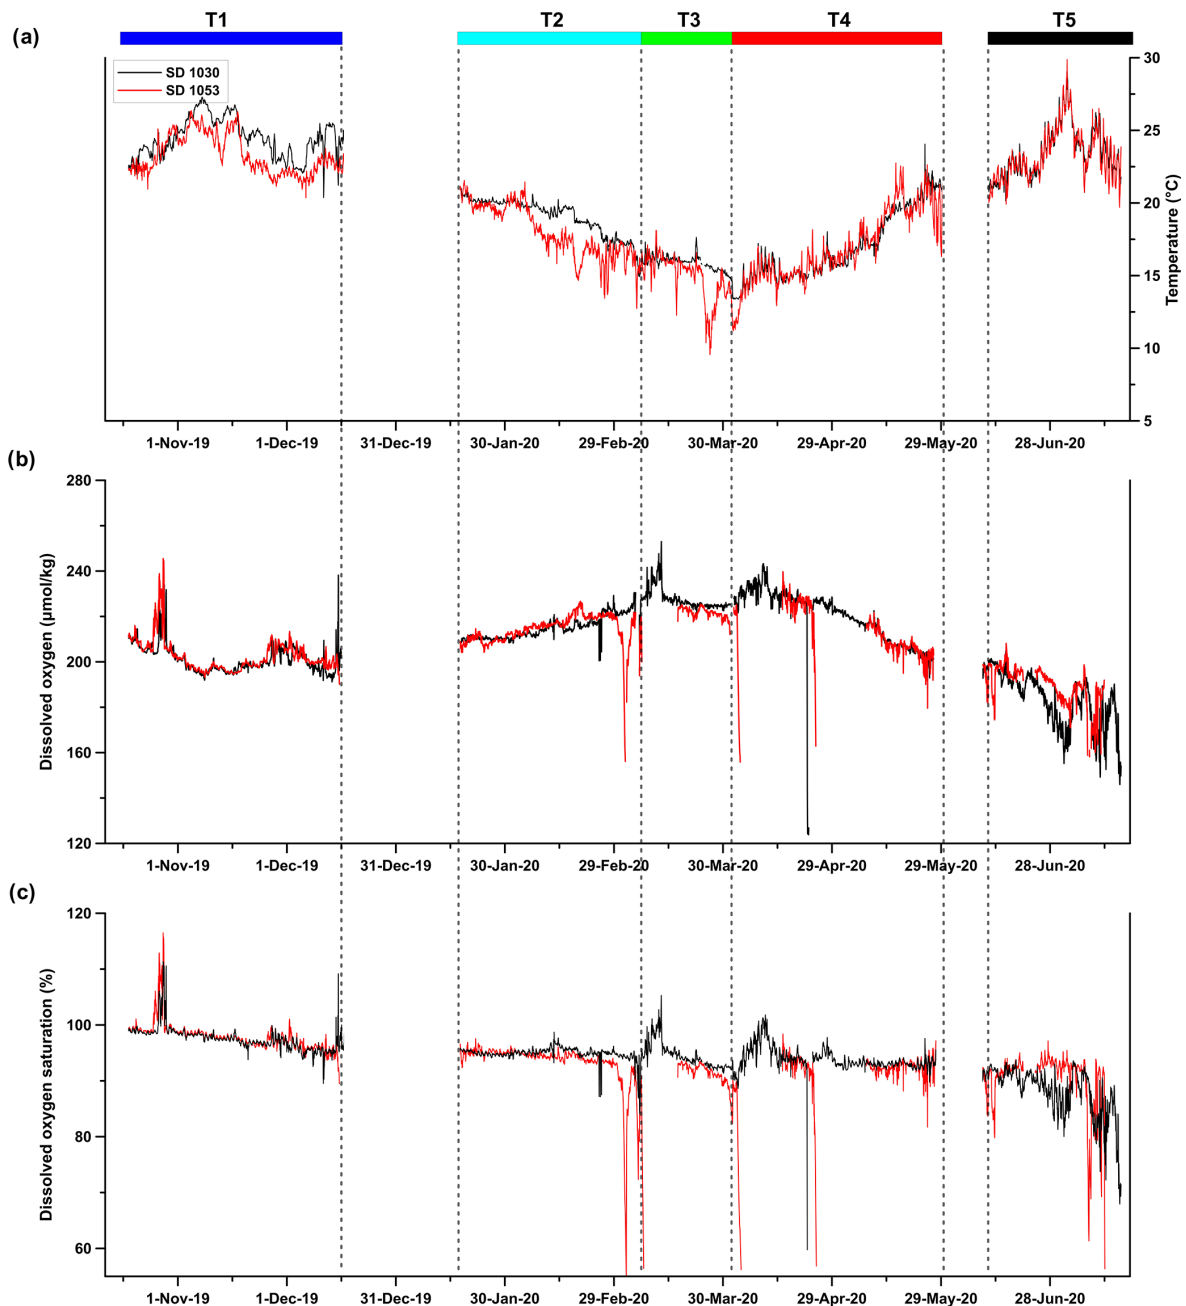 T1 T2 T3 T4 T5
(a)
SD 1030
SD 1053
30
25
20
15
10
5
Temperature (°C)
1-Nov-19 1-Dec-19 31-Dec-19 30-Jan-20 29-Feb-20 30-Mar-20 29-Apr-20 29-May-20 28-Jun-20
(b)
280
240
200
160
120
Dissolved oxygen (μmol/kg)
1-Nov-19 1-Dec-19 31-Dec-19 30-Jan-20 29-Feb-20 30-Mar-20 29-Apr-20 29-May-20 28-Jun-20
(c)
120
100
80
60
Dissolved oxygen saturation (%)
1-Nov-19 1-Dec-19 31-Dec-19 30-Jan-20 29-Feb-20 30-Mar-20 29-Apr-20 29-May-20 28-Jun-20